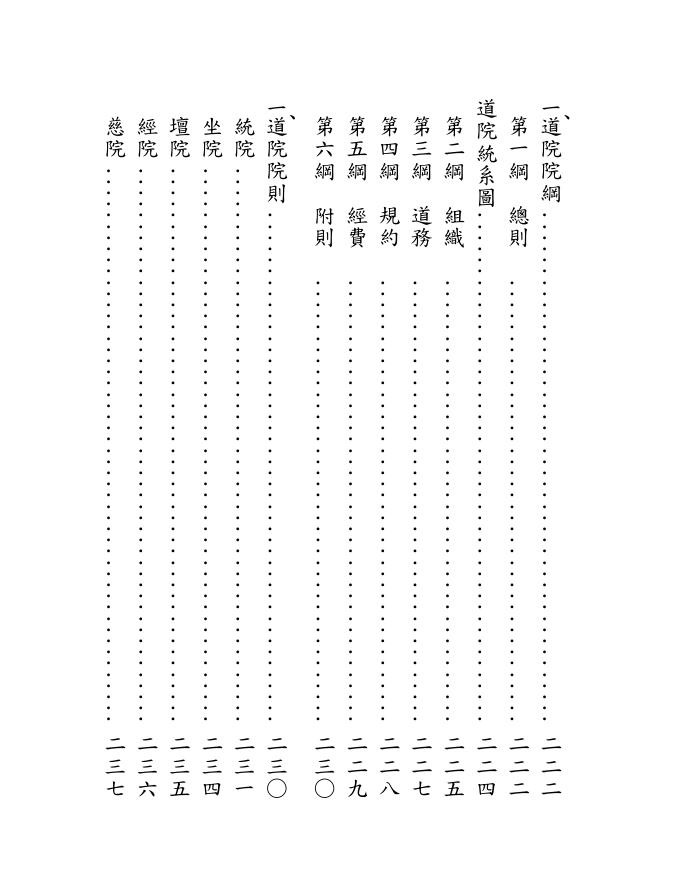 一、道院院綱……………………………………………二二二
第一綱　總則……………………………………………二二二
道院統系圖……………………………………………二二四
第二綱　組織……………………………………………二二五
第三綱　道務……………………………………………二二七
第四綱　規約……………………………………………二二八
第五綱　經費……………………………………………二二九
第六綱　附則……………………………………………二三〇
一、道院院則……………………………………………二三〇
統院……………………………………………二三一
坐院……………………………………………二三四
壇院……………………………………………二三五
經院……………………………………………二三六
慈院……………………………………………二三七